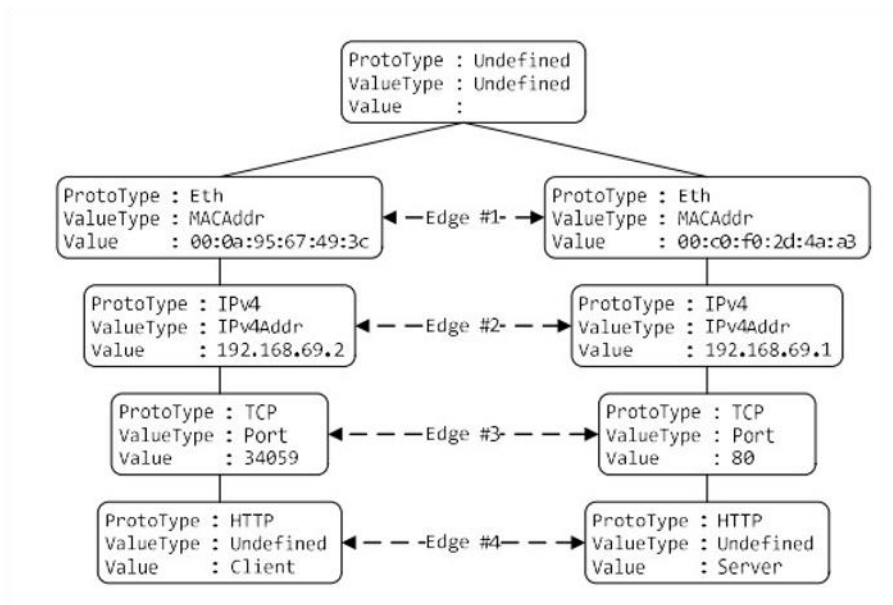 ProtoType : Undefined
ValueType : Undefined
Value :
ProtoType : Eth
ValueType : MACAddr
Value : 00:0a:95:67:49:3c
Edge #1
ProtoType : Eth
ValueType : MACAddr
Value : 00:c0:f0:2d:4a:a3
ProtoType : IPv4
ValueType : IPv4Addr
Value : 192.168.69.2
Edge #2
ProtoType : IPv4
ValueType : IPv4Addr
Value : 192.168.69.1
ProtoType : TCP
ValueType : Port
Value : 34059
Edge #3
ProtoType : TCP
ValueType : Port
Value : 80
ProtoType : HTTP
ValueType : Undefined
Value : Client
Edge #4
ProtoType : HTTP
ValueType : Undefined
Value : Server